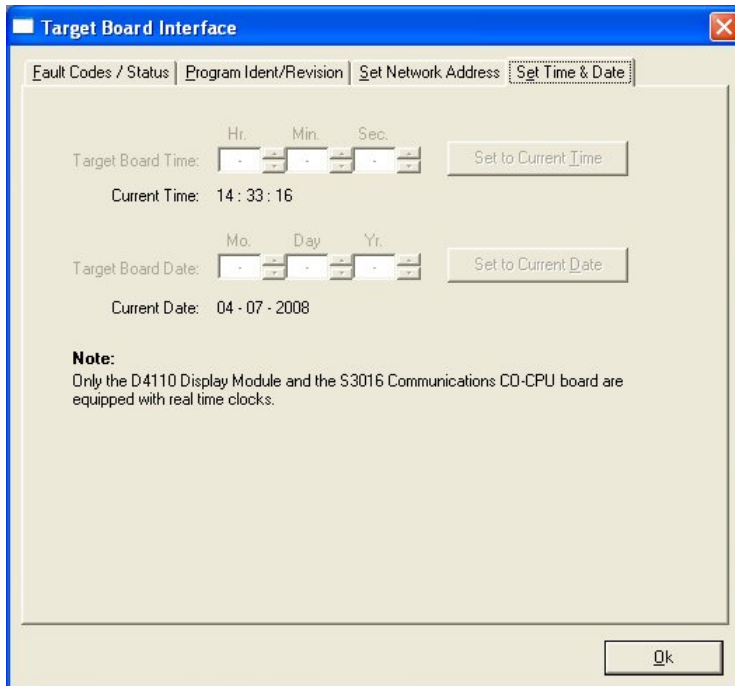 Target Board Interface
Fault Codes / Status Program Ident/Revision Set Network Address Set Time & Date
Hr. Min. Sec.
Target Board Time: - - - Set to Current Time
Current Time: 14 : 33 : 16
Mo. Day Yr.
Target Board Date: - - - Set to Current Date
Current Date: 04 - 07 - 2008
Note:
Only the D4110 Display Module and the S3016 Communications CO-CPU board are
equipped with real time clocks.
Ok